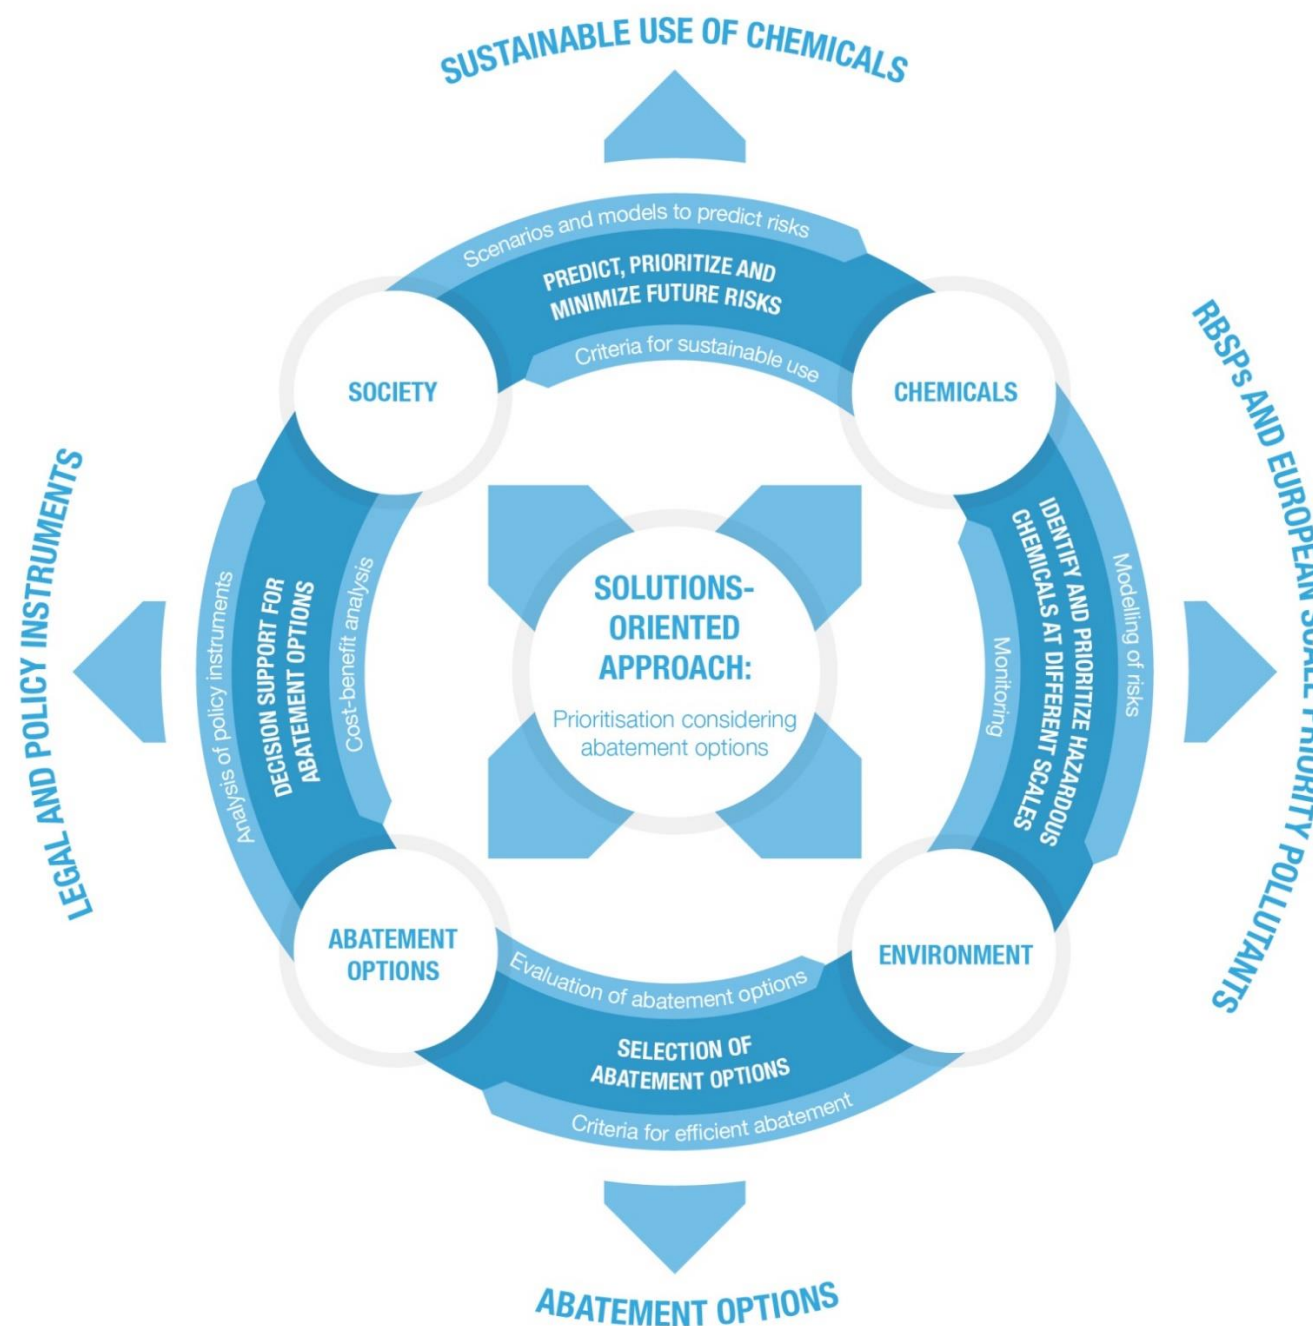 SUSTAINABLE USE OF CHEMICALS
Scenarios and models to predict risks
PREDICT, PRIORITIZE AND
MINIMIZE FUTURE RISKS
Criteria for sustainable use
SOCIETY
CHEMICALS
LEGAL AND POLICY INSTRUMENTS
Analysis of policy instruments
DECISION SUPPORT FOR
ABATEMENT OPTIONS
Cost-benefit analysis
SOLUTIONS-
ORIENTED
APPROACH:
Prioritisation considering
abatement options
Monitoring
IDENTIFY AND PRIORITIZE HAZARDOUS
CHEMICALS AT DIFFERENT SCALES
Modelling of risks
RBSPs AND EUROPEAN SCALE PRIORITY POLLUTANTS
ABATEMENT
OPTIONS
ENVIRONMENT
Evaluation of abatement options
SELECTION OF
ABATEMENT OPTIONS
Criteria for efficient abatement
ABATEMENT OPTIONS